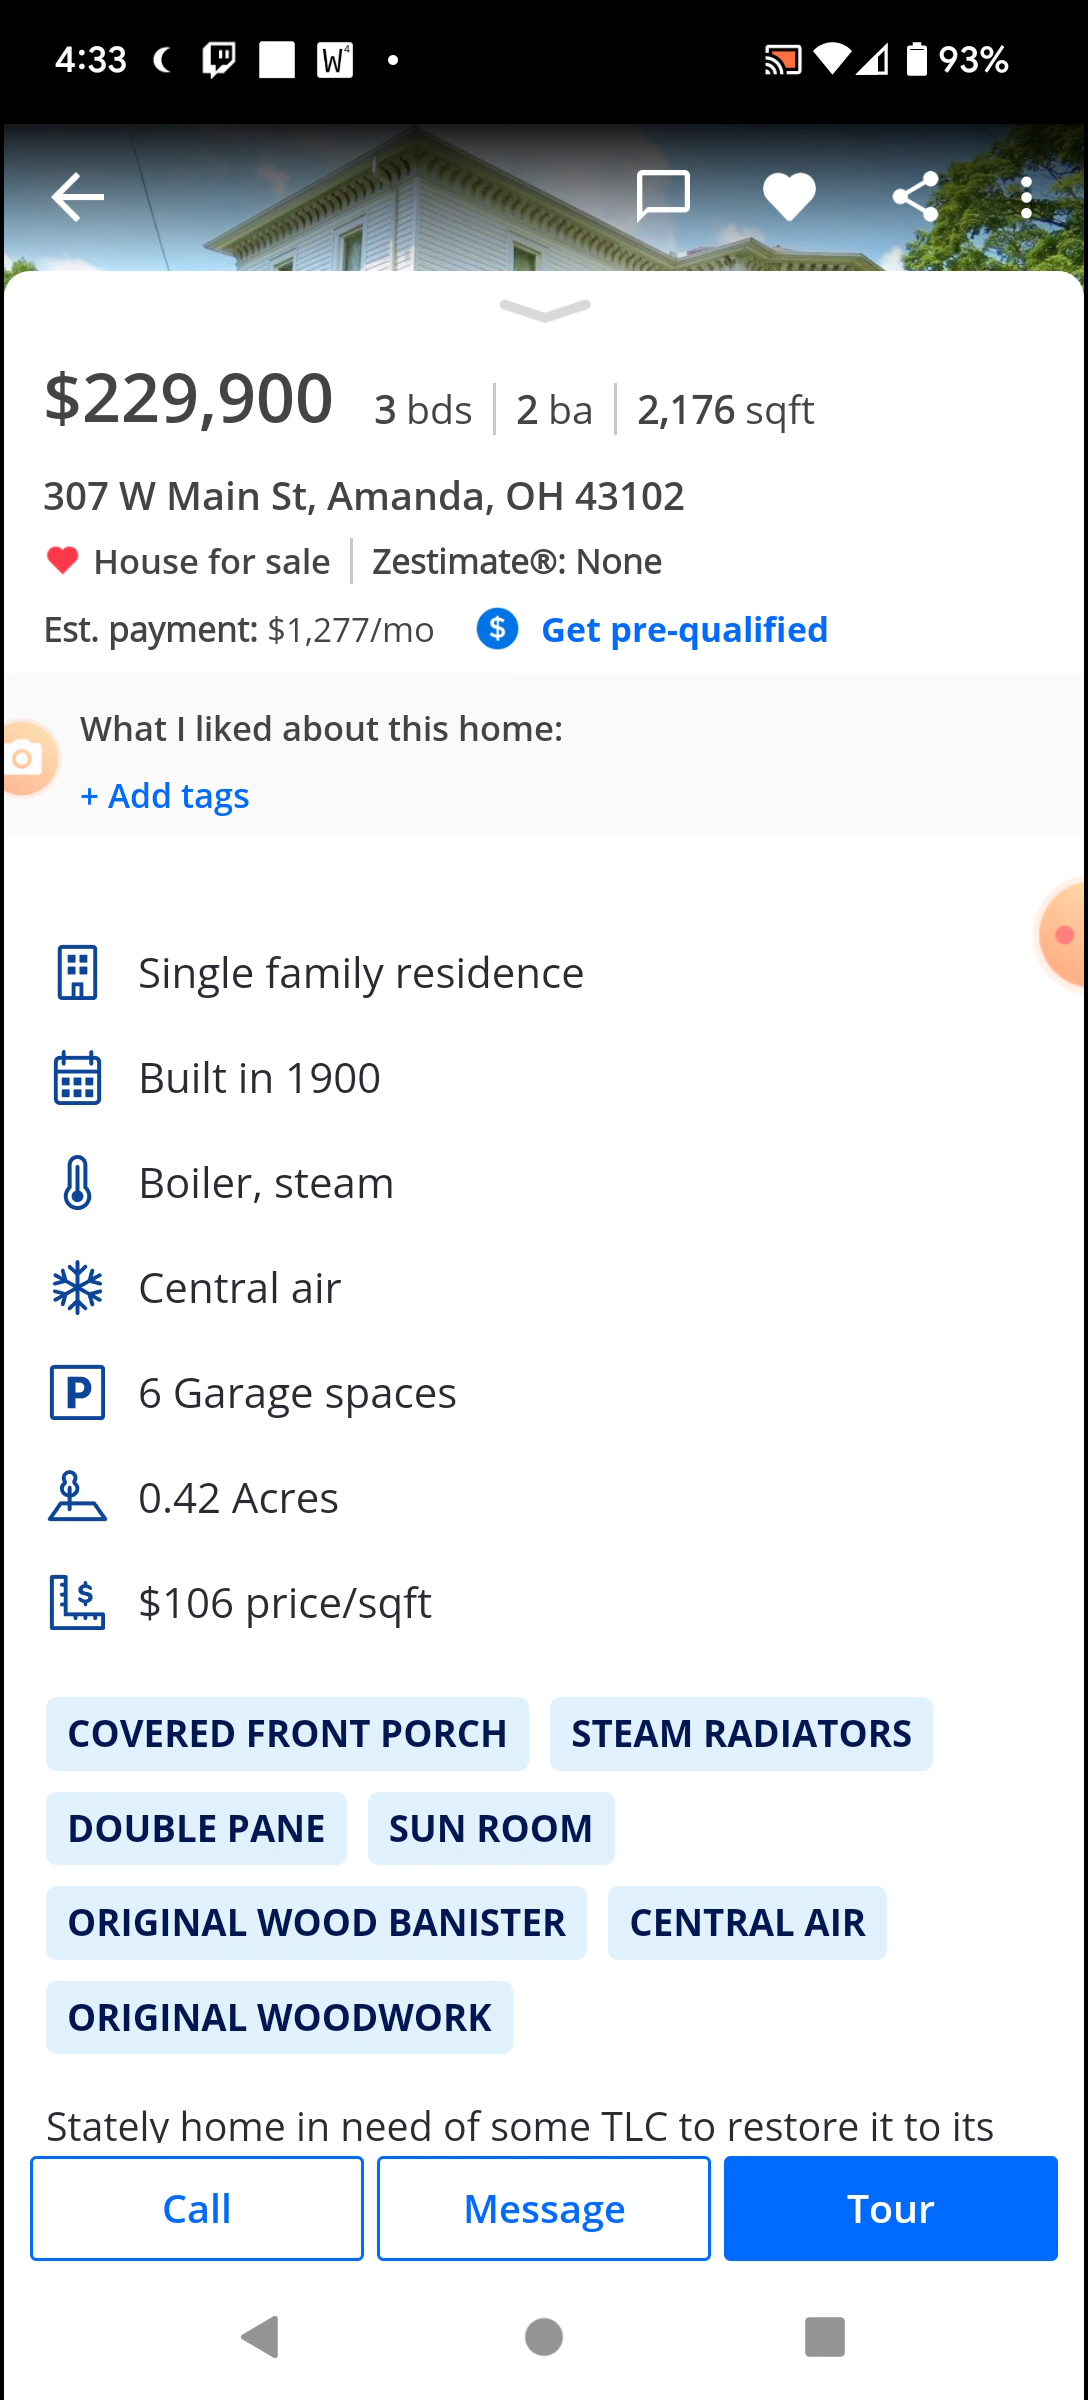 4:33
W4
93%
$229,900 3 bds 2 ba 2,176 sqft
307 W Main St, Amanda, OH 43102
House for sale Zestimate®: None
Est. payment: $1,277/mo $ Get pre-qualified
What I liked about this home:
+ Add tags
Single family residence
Built in 1900
Boiler, steam
Central air
P 6 Garage spaces
0.42 Acres
$ $106 price/sqft
COVERED FRONT PORCH STEAM RADIATORS
DOUBLE PANE SUN ROOM
ORIGINAL WOOD BANISTER CENTRAL AIR
ORIGINAL WOODWORK
Stately home in need of some TLC to restore it to its
Call Message Tour